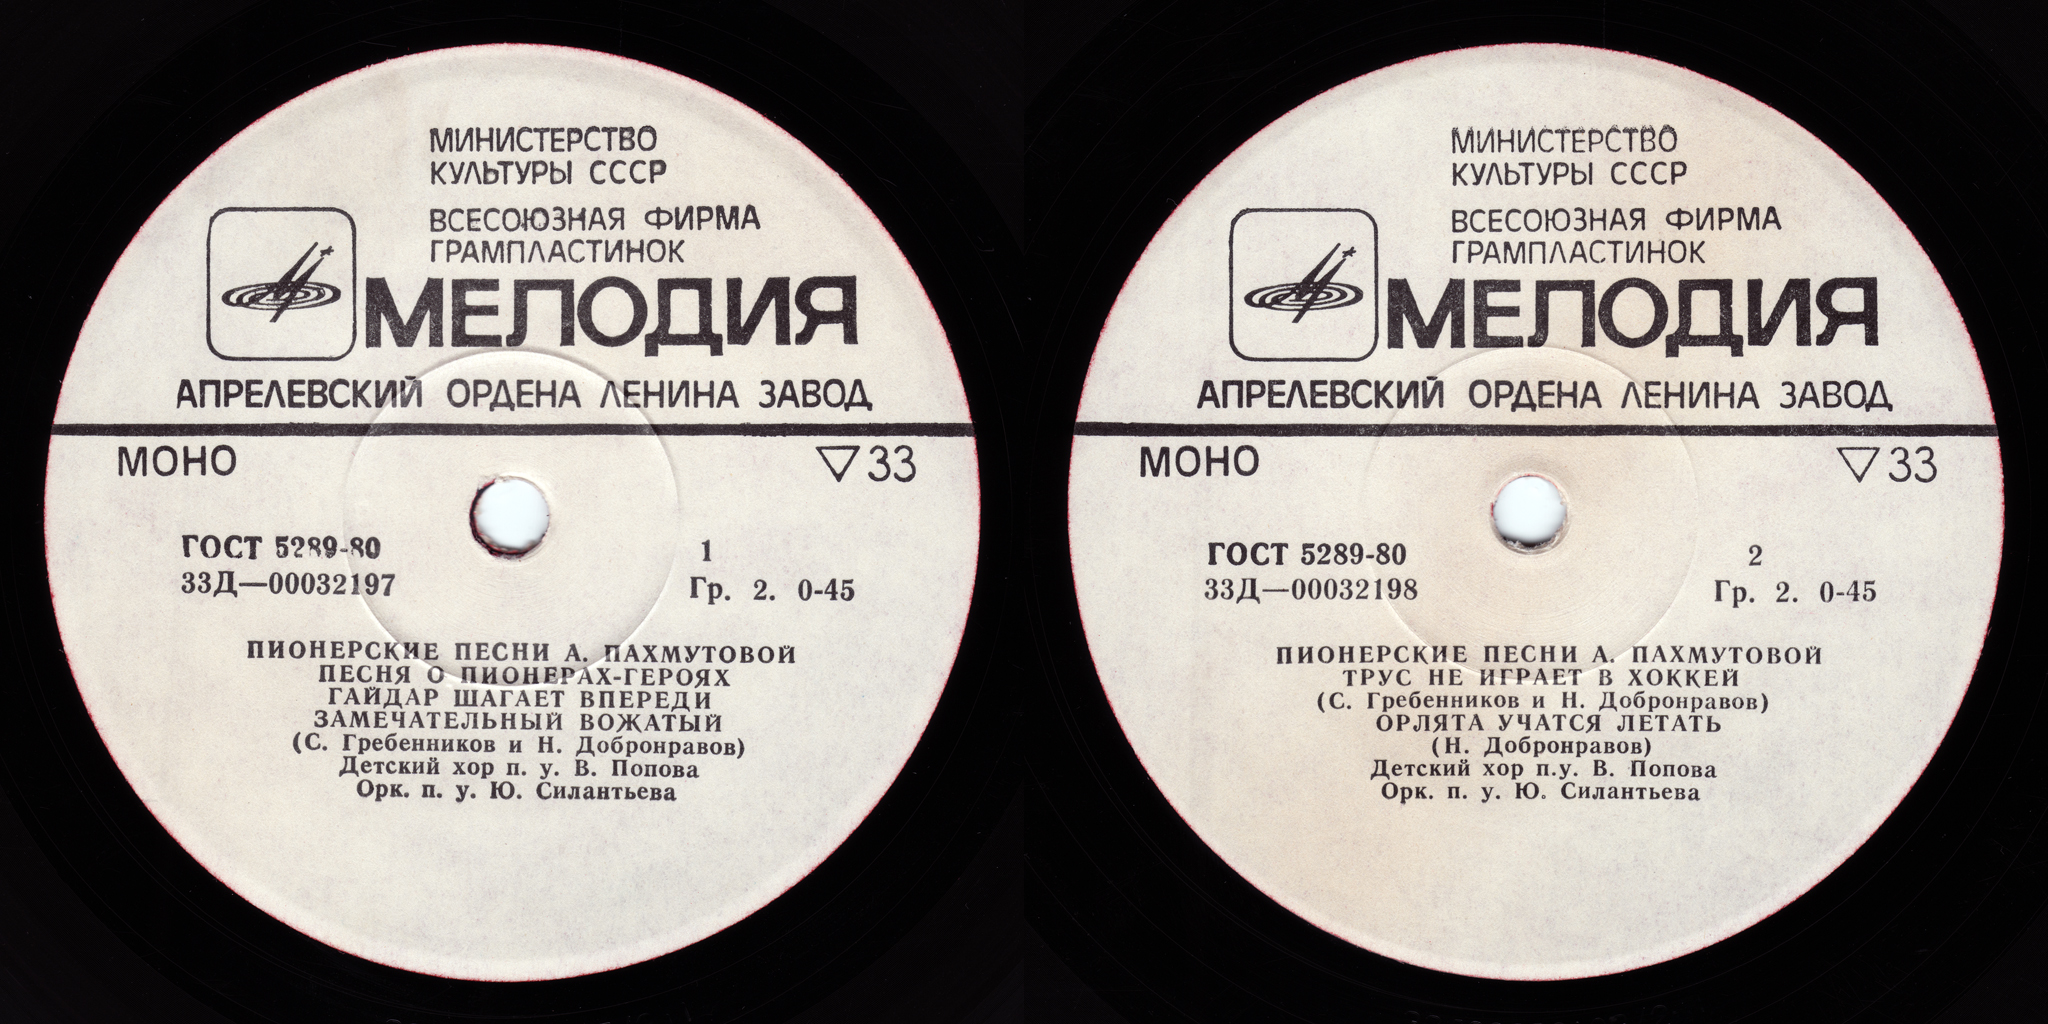 МИНИСТЕРСТВО
КУЛЬТУРЫ СССР
ВСЕСОЮЗНАЯ ФИРМА
ГРАМПЛАСТИНОК
МЕЛОДИЯ
АПРЕЛЕВСКИЙ ОРДЕНА ЛЕНИНА ЗАВОД
МОНО ▽33
ГОСТ 5289-80 1
33Д—00032197 Гр. 2. 0-45
ПИОНЕРСКИЕ ПЕСНИ А. ПАХМУТОВОЙ
ПЕСНЯ О ПИОНЕРАХ-ГЕРОЯХ
ГАЙДАР ШАГАЕТ ВПЕРЕДИ
ЗАМЕЧАТЕЛЬНЫЙ ВОЖАТЫЙ
(С. Гребенников и Н. Добронравов)
Детский хор п. у. В. Попова
Орк. п. у. Ю. Силантьева
МИНИСТЕРСТВО
КУЛЬТУРЫ СССР
ВСЕСОЮЗНАЯ ФИРМА
ГРАМПЛАСТИНОК
МЕЛОДИЯ
АПРЕЛЕВСКИЙ ОРДЕНА ЛЕНИНА ЗАВОД
МОНО ▽33
ГОСТ 5289-80 2
33Д—00032198 Гр. 2. 0-45
ПИОНЕРСКИЕ ПЕСНИ А. ПАХМУТОВОЙ
ТРУС НЕ ИГРАЕТ В ХОККЕЙ
(С. Гребенников и Н. Добронравов)
ОРЛЯТА УЧАТСЯ ЛЕТАТЬ
(Н. Добронравов)
Детский хор п.у. В. Попова
Орк. п. у. Ю. Силантьева